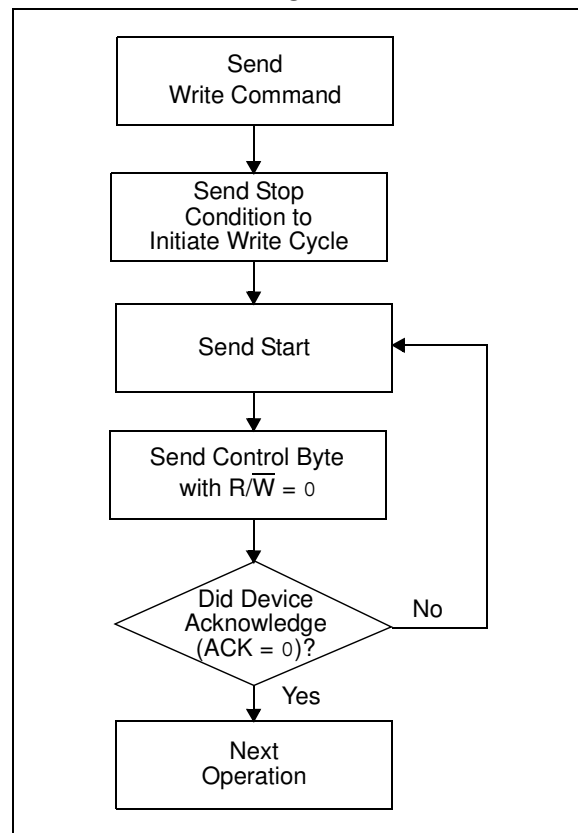 Send
Write Command
Send Stop
Condition to
Initiate Write Cycle
Send Start
Send Control Byte
with R/W̅ = 0
Did Device
Acknowledge
(ACK = 0)?
No
Yes
Next
Operation